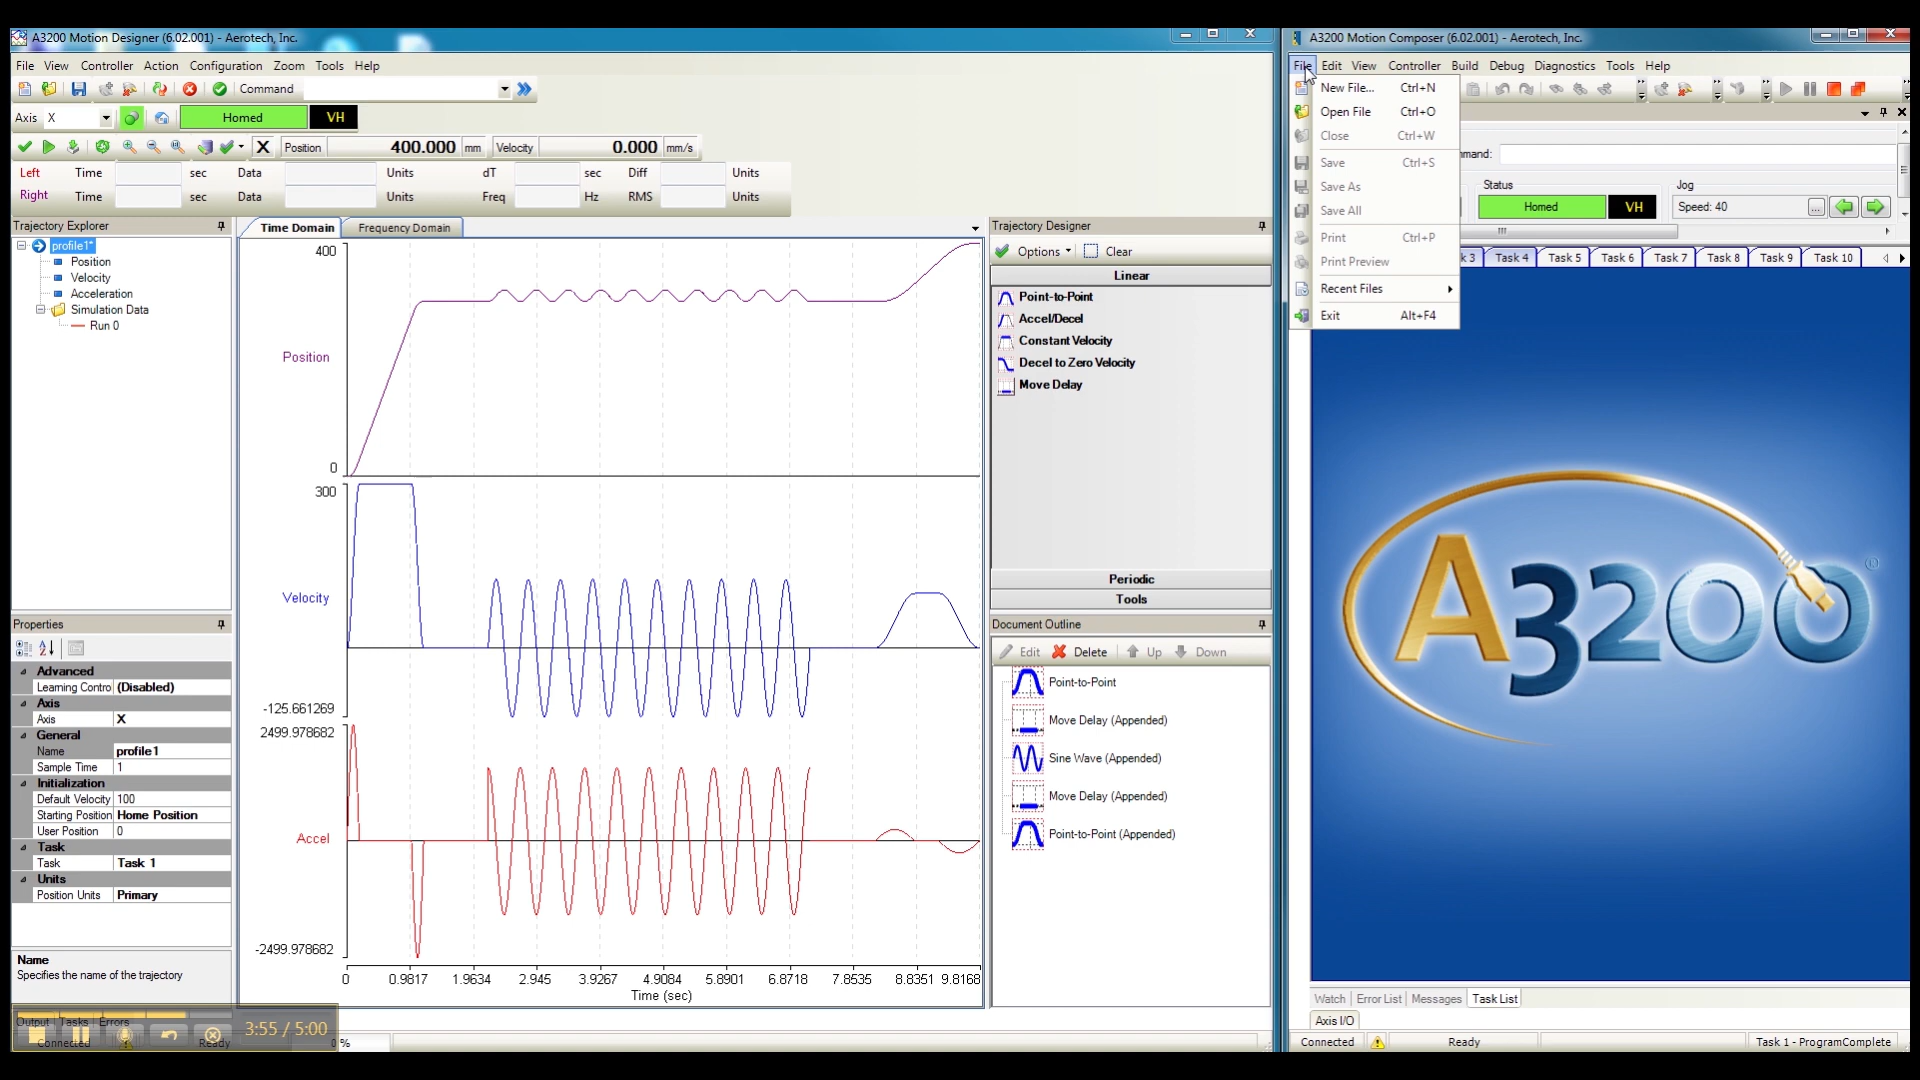 A3200 Motion Designer (6.02.001) - Aerotech, Inc.
File View Controller Action Configuration Zoom Tools Help
Command
Axis X Homed VH
X Position 400.000 mm Velocity 0.000 mm/s
Left Time sec Data Units dT sec Diff Units
Right Time sec Data Units Freq Hz RMS Units
Trajectory Explorer
profile1*
Position
Velocity
Acceleration
Simulation Data
Run 0
Properties
Advanced
Learning Contro (Disabled)
Axis
Axis X
General
Name profile1
Sample Time 1
Initialization
Default Velocity 100
Starting Position Home Position
User Position 0
Task
Task Task 1
Units
Position Units Primary
Name
Specifies the name of the trajectory
Output Tasks Errors
3:55 / 5:00
Connected Ready 0 %
Time Domain Frequency Domain
400
Position
0
300
Velocity
-125.661269
2499.978682
Accel
-2499.978682
0 0.9817 1.9634 2.945 3.9267 4.9084 5.8901 6.8718 7.8535 8.8351 9.8168
Time (sec)
Trajectory Designer
Options Clear
Linear
Point-to-Point
Accel/Decel
Constant Velocity
Decel to Zero Velocity
Move Delay
Periodic
Tools
Document Outline
Edit Delete Up Down
Point-to-Point
Move Delay (Appended)
Sine Wave (Appended)
Move Delay (Appended)
Point-to-Point (Appended)
A3200 Motion Composer (6.02.001) - Aerotech, Inc.
File Edit View Controller Build Debug Diagnostics Tools Help
New File... Ctrl+N
Open File Ctrl+O
Close Ctrl+W
Save Ctrl+S
Save As
Save All
Print Ctrl+P
Print Preview
Recent Files
Exit Alt+F4
mmand:
Status Jog
Homed VH Speed: 40 ...
k 3 Task 4 Task 5 Task 6 Task 7 Task 8 Task 9 Task 10
A3200®
Watch Error List Messages Task List
Axis I/O
Connected Ready Task 1 - ProgramComplete